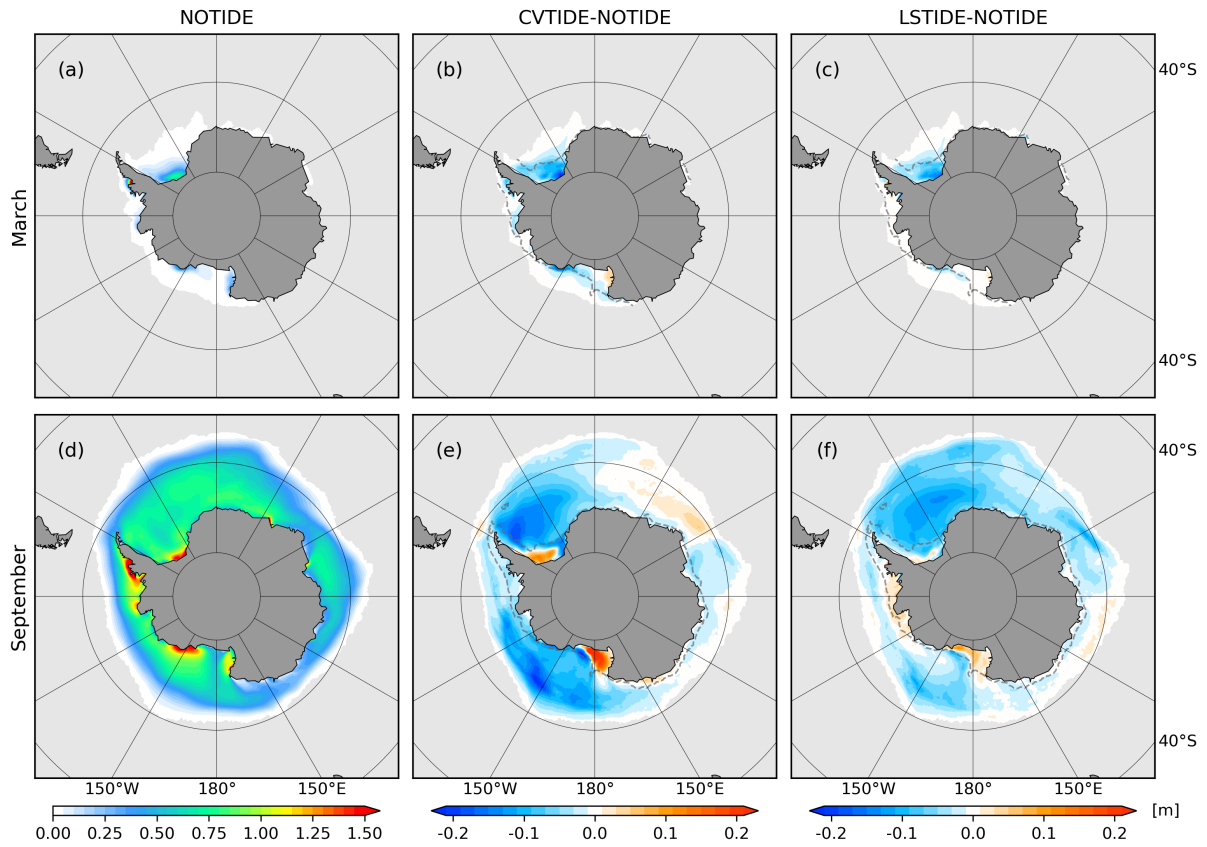 NOTIDE CVTIDE-NOTIDE LSTIDE-NOTIDE
(a) (b) (c) 40°S
March
40°S
(d) (e) (f) 40°S
September
40°S
150°W 180° 150°E 150°W 180° 150°E 150°W 180° 150°E
0.00 0.25 0.50 0.75 1.00 1.25 1.50 -0.2 -0.1 0.0 0.1 0.2 -0.2 -0.1 0.0 0.1 0.2 [m]